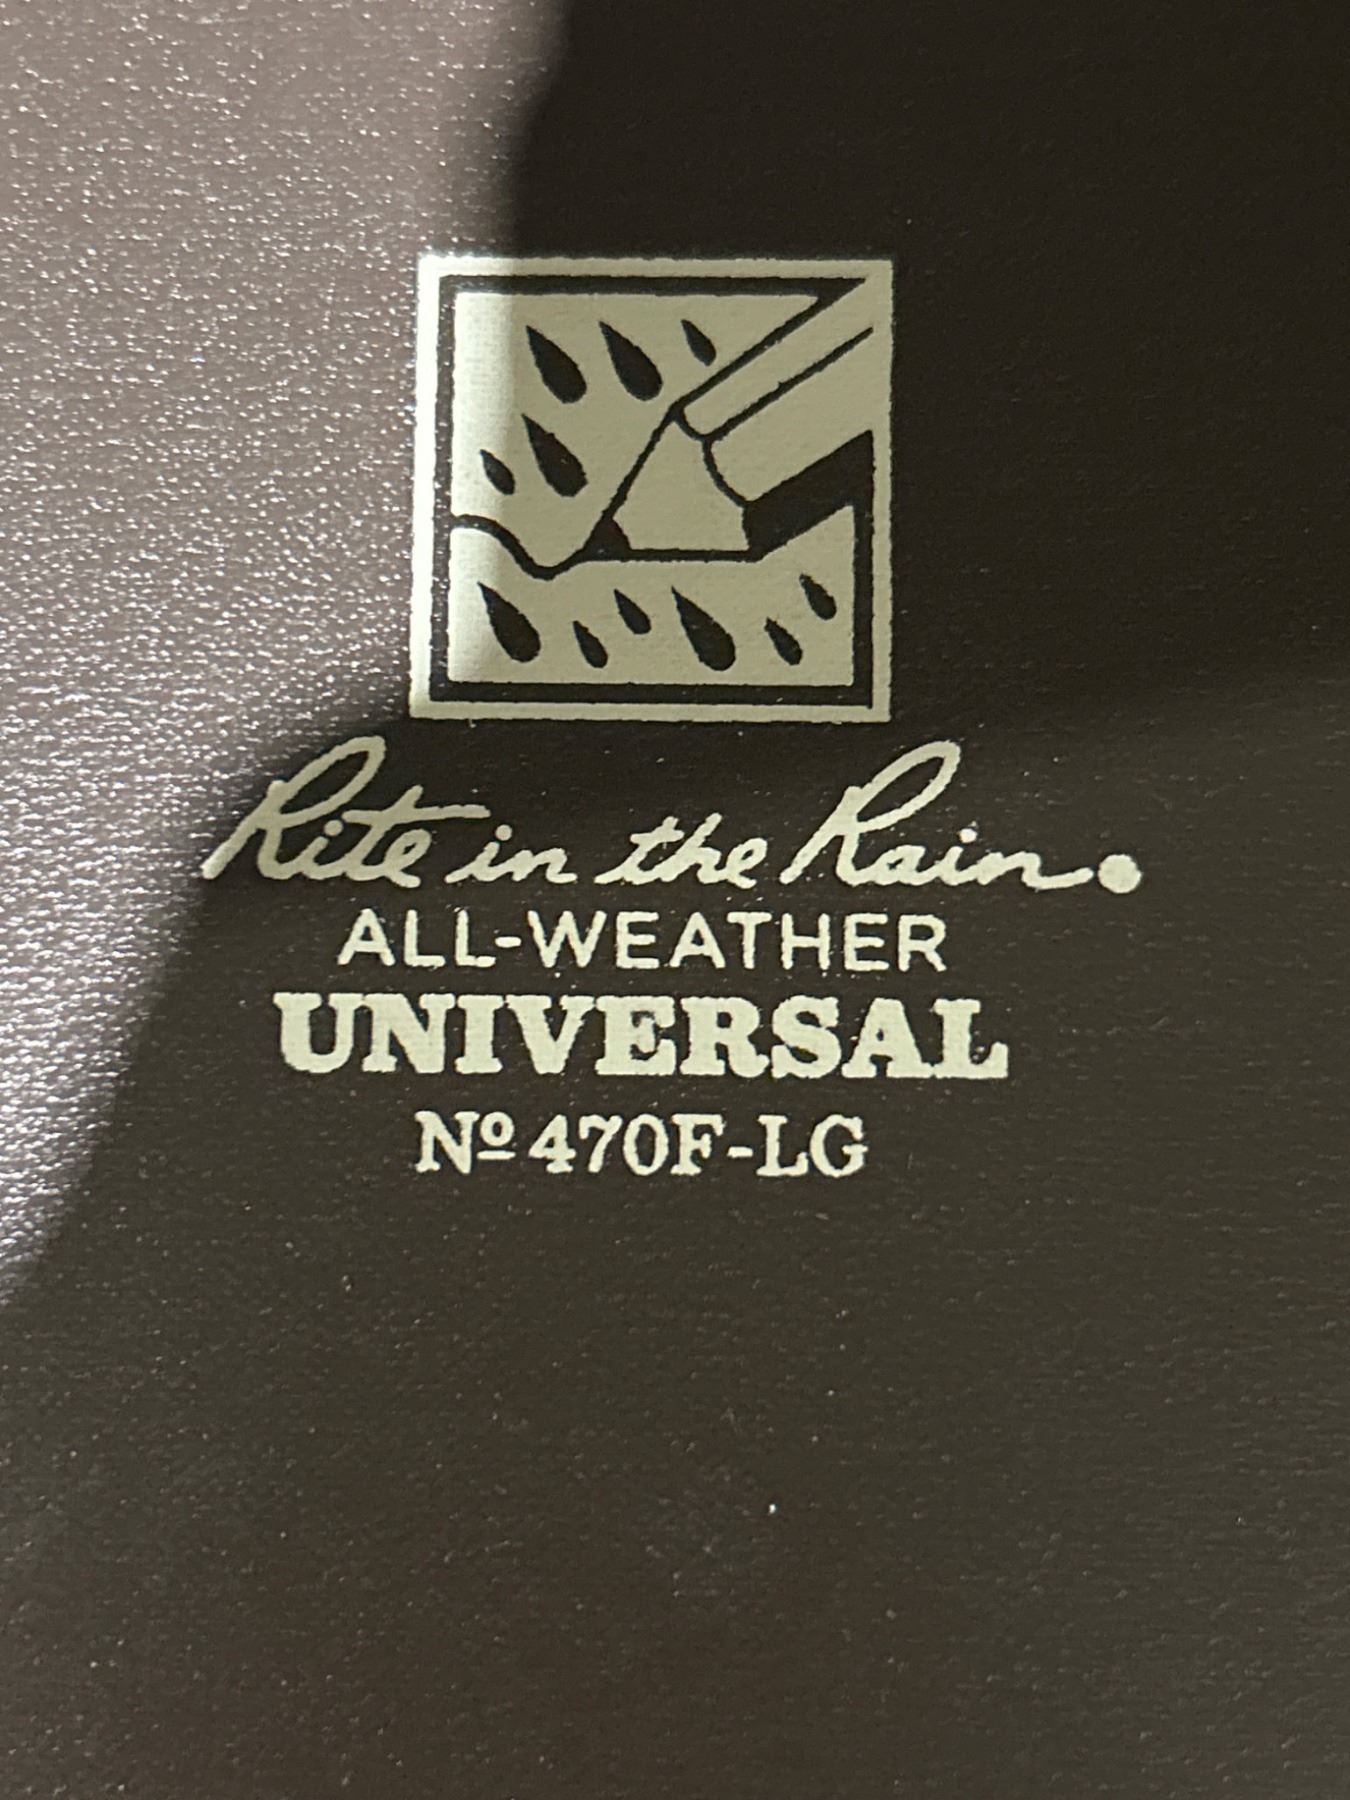 Rite in the Rain.
ALL-WEATHER
UNIVERSAL
Nº 470F-LG